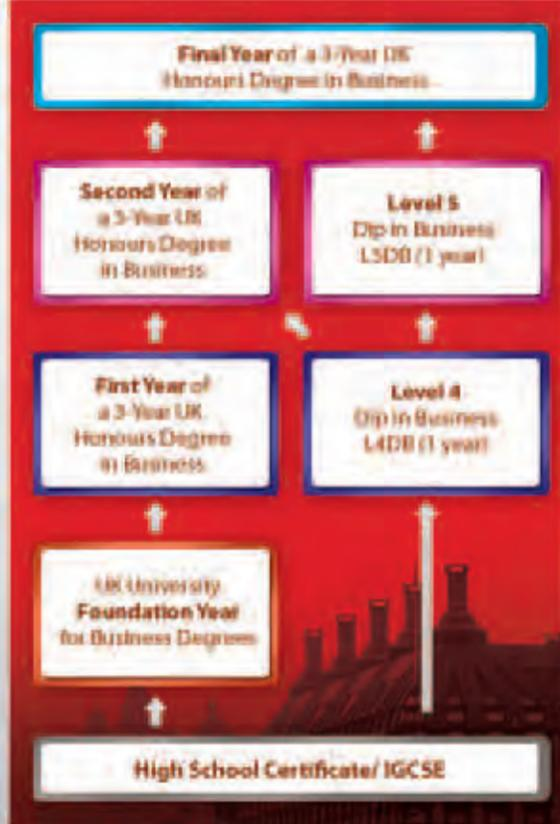 Final Year of a 3-Year UK
Honours Degree in Business
Second Year of
a 3-Year UK
Honours Degree
in Business
Level 5
Dip in Business
L5DB (1 year)
First Year of
a 3-Year UK
Honours Degree
in Business
Level 4
Dip in Business
L4DB (1 year)
UK University
Foundation Year
for Business Degrees
High School Certificate/ IGCSE